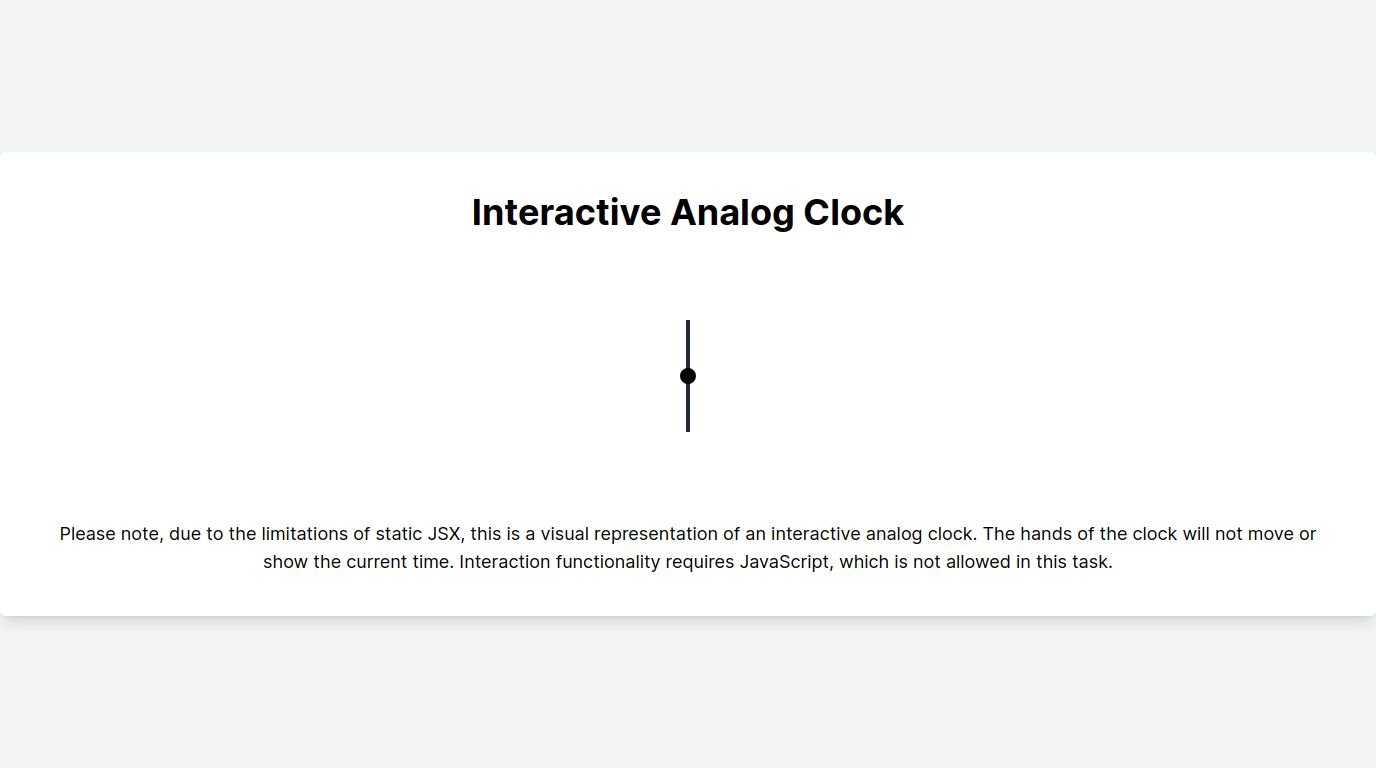 Interactive Analog Clock
Please note, due to the limitations of static JSX, this is a visual representation of an interactive analog clock. The hands of the clock will not move or
show the current time. Interaction functionality requires JavaScript, which is not allowed in this task.